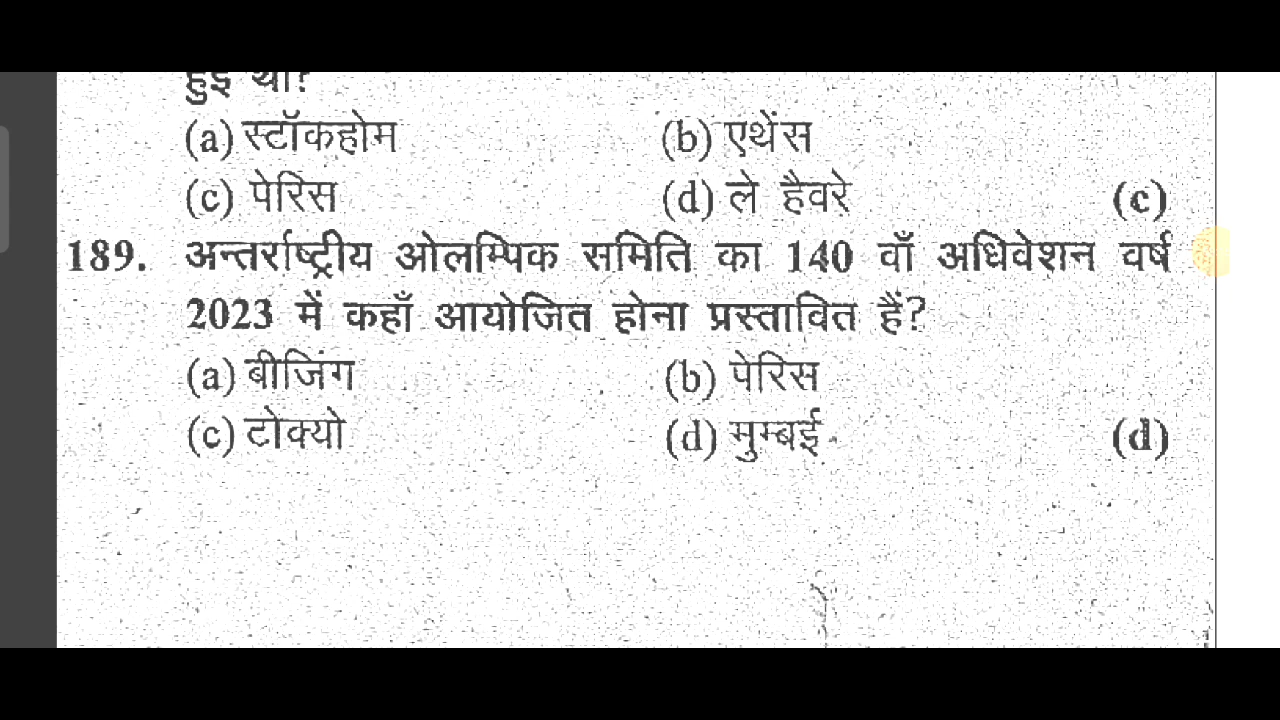 हुई थी?
(a) स्टॉकहोम (b) एथेंस
(c) पेरिस (d) ले हैवरे (c)
189. अन्तर्राष्ट्रीय ओलम्पिक समिति का 140 वाँ अधिवेशन वर्ष
2023 में कहाँ आयोजित होना प्रस्तावित हैं?
(a) बीजिंग (b) पेरिस
(c) टोक्यो (d) मुम्बई (d)